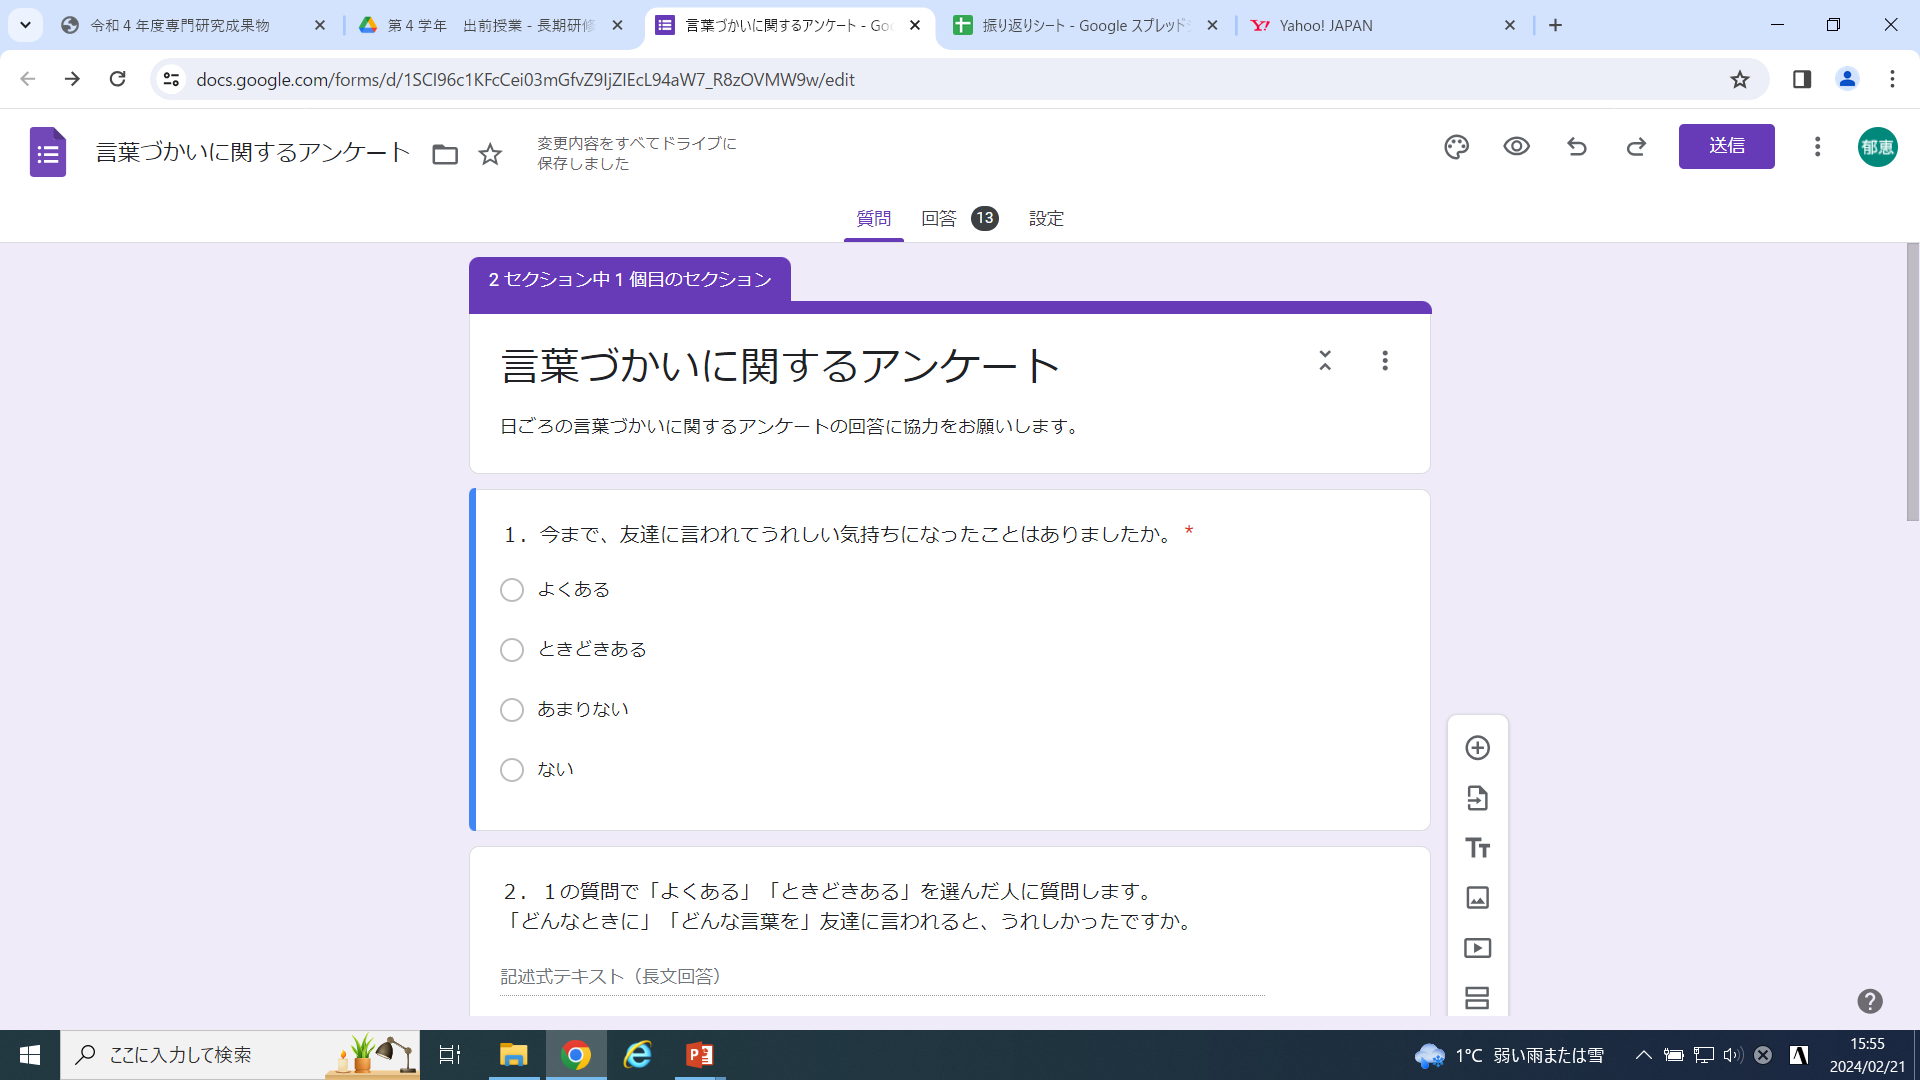 令和４年度専門研究成果物
第４学年　出前授業 - 長期研修
言葉づかいに関するアンケート - Goo
振り返りシート - Google スプレッド
Yahoo! JAPAN
言葉づかいに関するアンケート
変更内容をすべてドライブに
保存しました
送信
郁恵
質問
回答 13
設定
2 セクション中 1 個目のセクション
言葉づかいに関するアンケート
日ごろの言葉づかいに関するアンケートの回答に協力をお願いします。
１．今まで、友達に言われてうれしい気持ちになったことはありましたか。 *
よくある
ときどきある
あまりない
ない
２．１の質問で「よくある」「ときどきある」を選んだ人に質問します。
「どんなときに」「どんな言葉を」友達に言われると、うれしかったですか。
記述式テキスト（長文回答）
ここに入力して検索
1°C 弱い雨または雪
15:55
2024/02/21